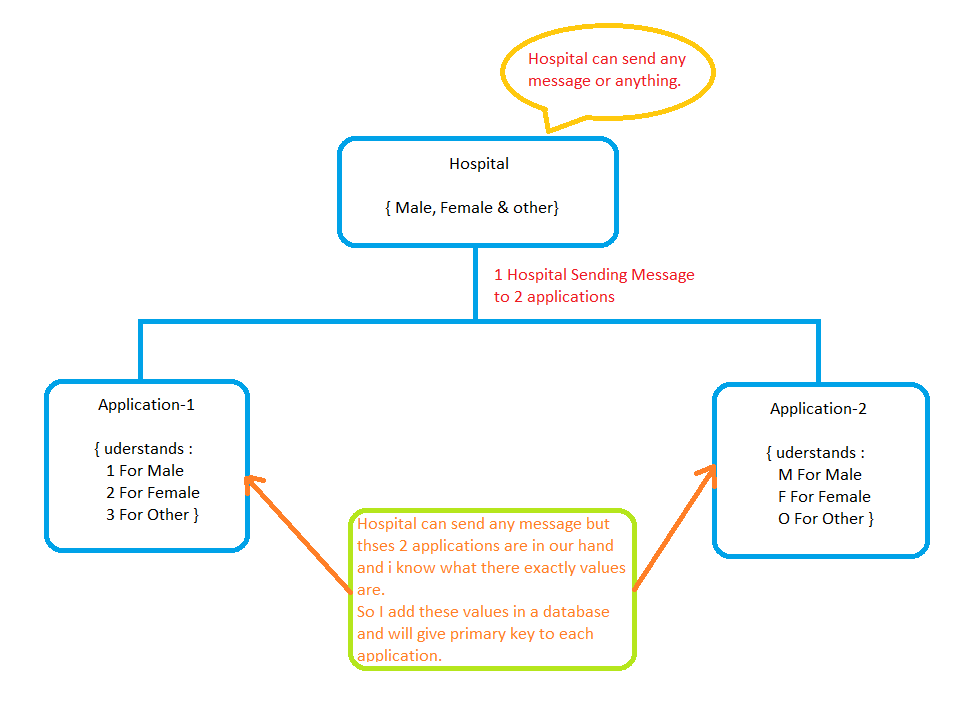 Hospital can send any
message or anything.
Hospital
{ Male, Female & other}
1 Hospital Sending Message
to 2 applications
Application-1
{ uderstands :
1 For Male
2 For Female
3 For Other }
Application-2
{ uderstands :
M For Male
F For Female
O For Other }
Hospital can send any message but
thses 2 applications are in our hand
and i know what there exactly values
are.
So I add these values in a database
and will give primary key to each
application.